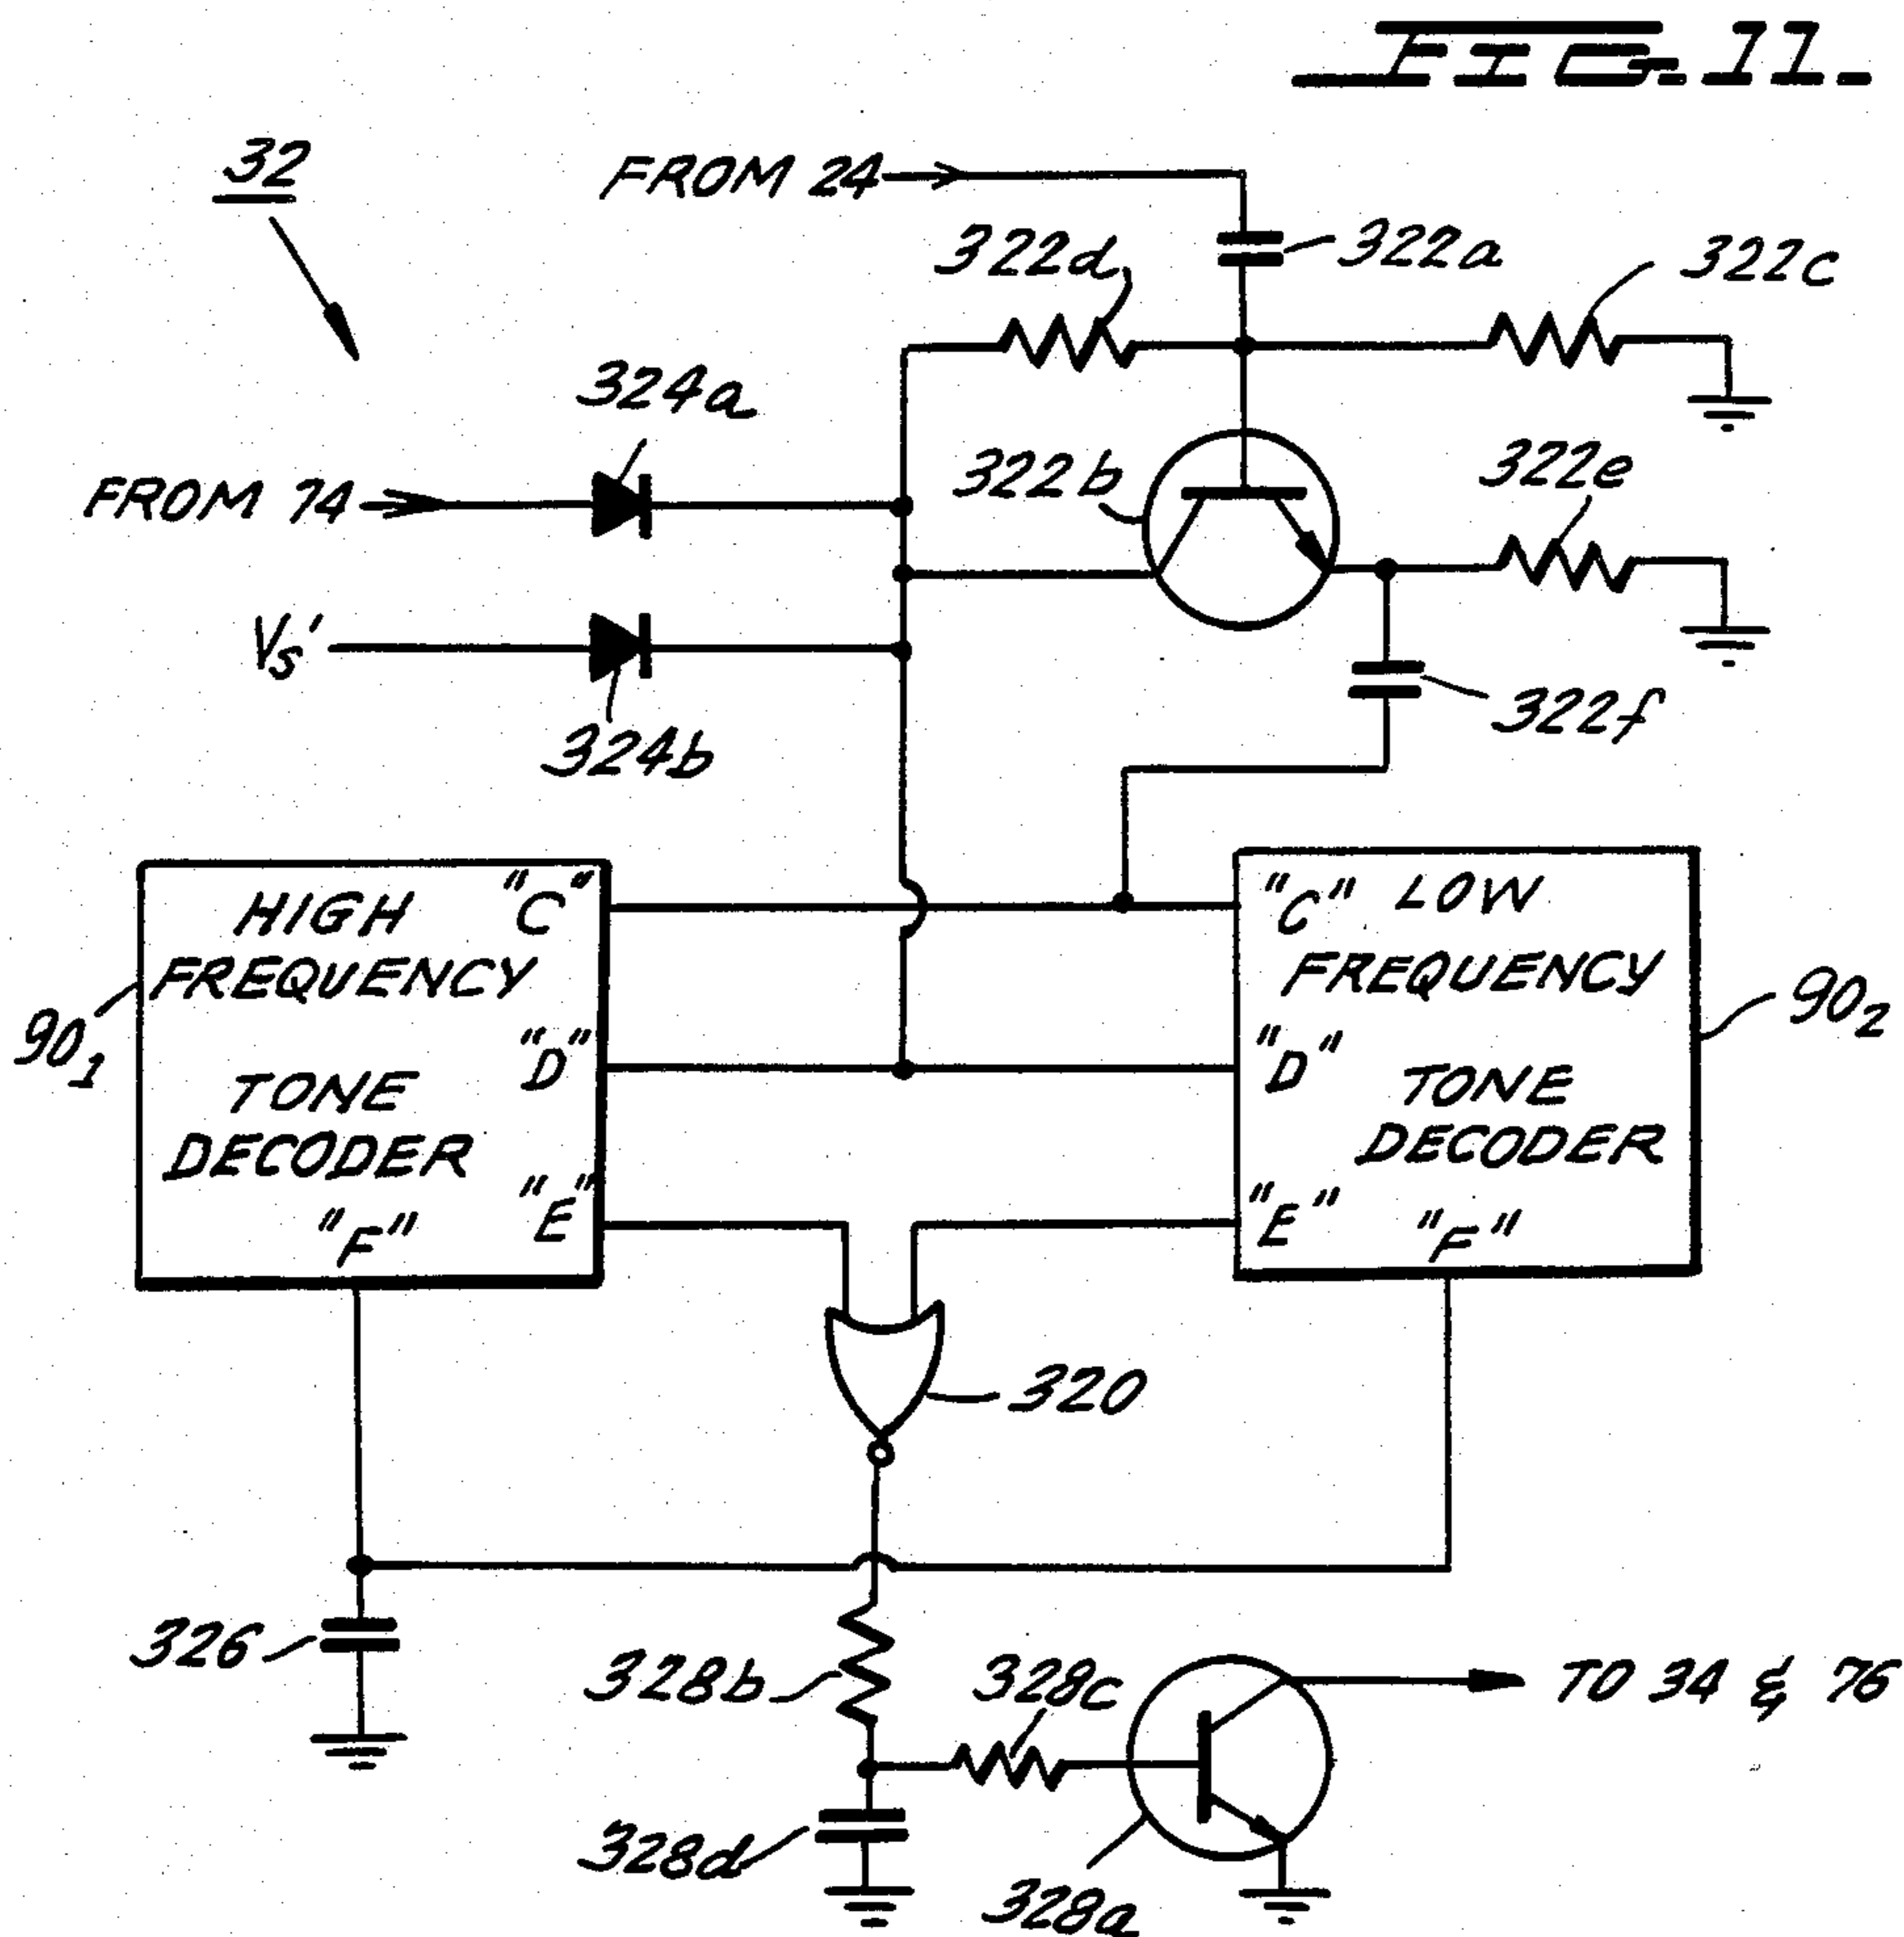 FIG. 11.
32
FROM 24
322a
322d
322c
324a
FROM 74
322b
322e
Vs'
324b
322f
HIGH "C"
FREQUENCY
"D"
TONE
DECODER
"E"
"F"
90₁
"C" LOW
FREQUENCY
"D"
TONE
DECODER
"E"
"F"
90₂
320
326
328b
328c
TO 34 & 76
328d
328a